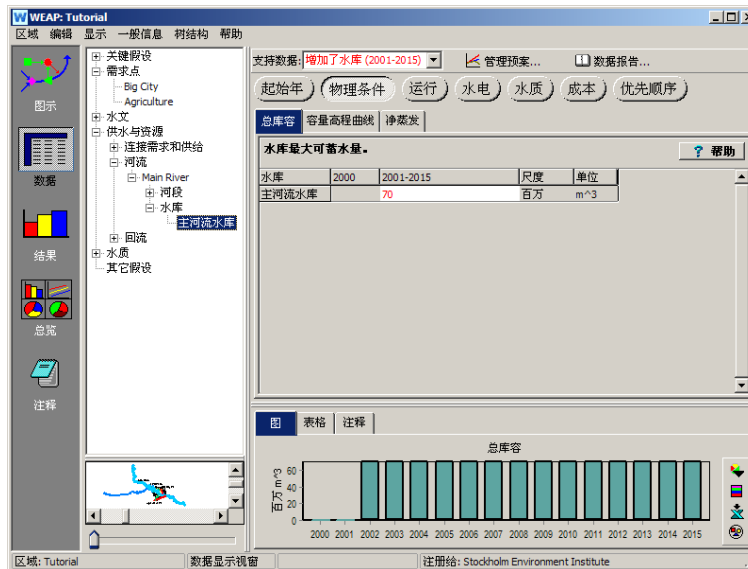 WEAP: Tutorial
区域 编辑 显示 一般信息 树结构 帮助
图示
数据
结果
总览
注释
关键假设
需求点
Big City
Agriculture
水文
供水与资源
连接需求和供给
河流
Main River
河段
水库
主河流水库
回流
水质
其它假设
支持数据: 增加了水库 (2001-2015) 管理预案... 数据报告...
起始年 物理条件 运行 水电 水质 成本 优先顺序
总库容 容量高程曲线 净蒸发
水库最大可蓄水量。 ? 帮助
水库 2000 2001-2015 尺度 单位
主河流水库 70 百万 m^3
图 表格 注释
总库容
百万 m^3
60
40
20
0
2000 2001 2002 2003 2004 2005 2006 2007 2008 2009 2010 2011 2012 2013 2014 2015
区域: Tutorial 数据显示视窗 注册给: Stockholm Environment Institute